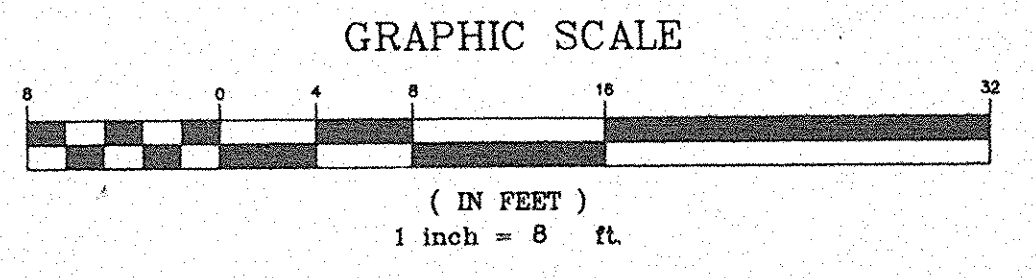 GRAPHIC SCALE
8 0 4 8 16 32
( IN FEET )
1 inch = 8 ft.